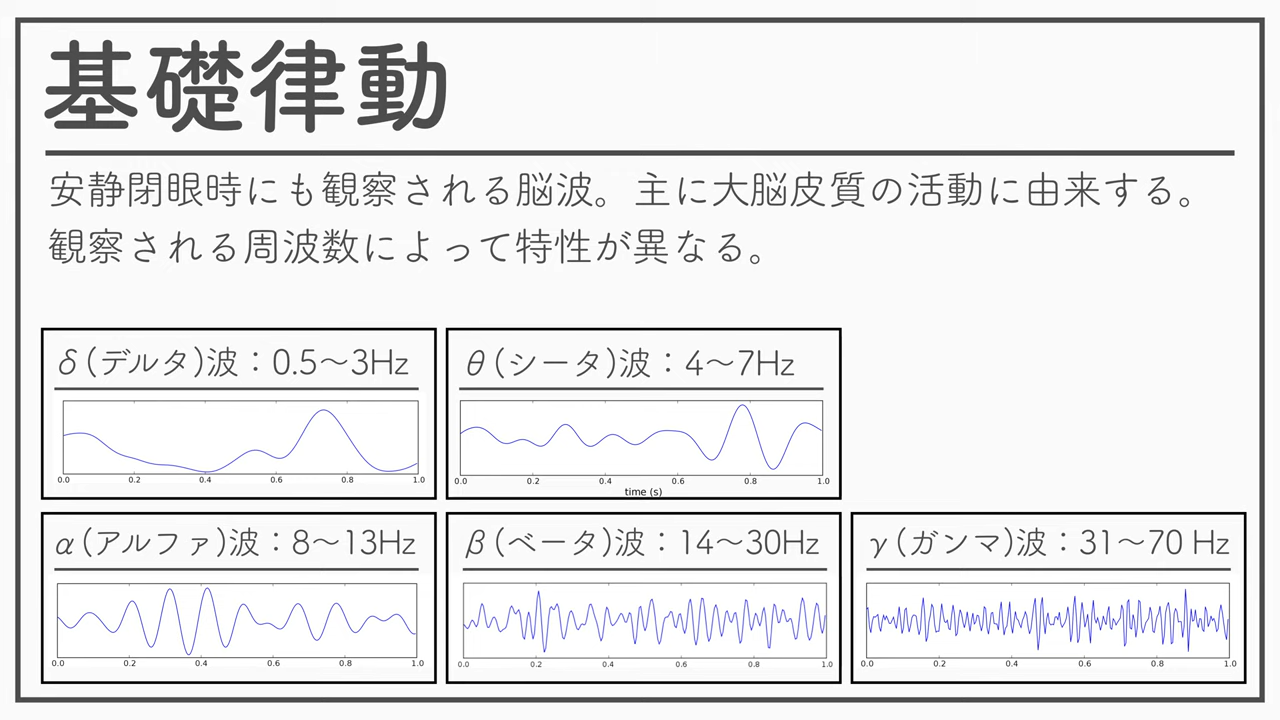 基礎律動
安静閉眼時にも観察される脳波。主に大脳皮質の活動に由来する。
観察される周波数によって特性が異なる。
δ(デルタ)波：0.5〜3Hz
0.0 0.2 0.4 0.6 0.8 1.0
θ(シータ)波：4〜7Hz
0.0 0.2 0.4 0.6 0.8 1.0
time (s)
α(アルファ)波：8〜13Hz
0.0 0.2 0.4 0.6 0.8 1.0
β(ベータ)波：14〜30Hz
0.0 0.2 0.4 0.6 0.8 1.0
γ(ガンマ)波：31〜70 Hz
0.0 0.2 0.4 0.6 0.8 1.0